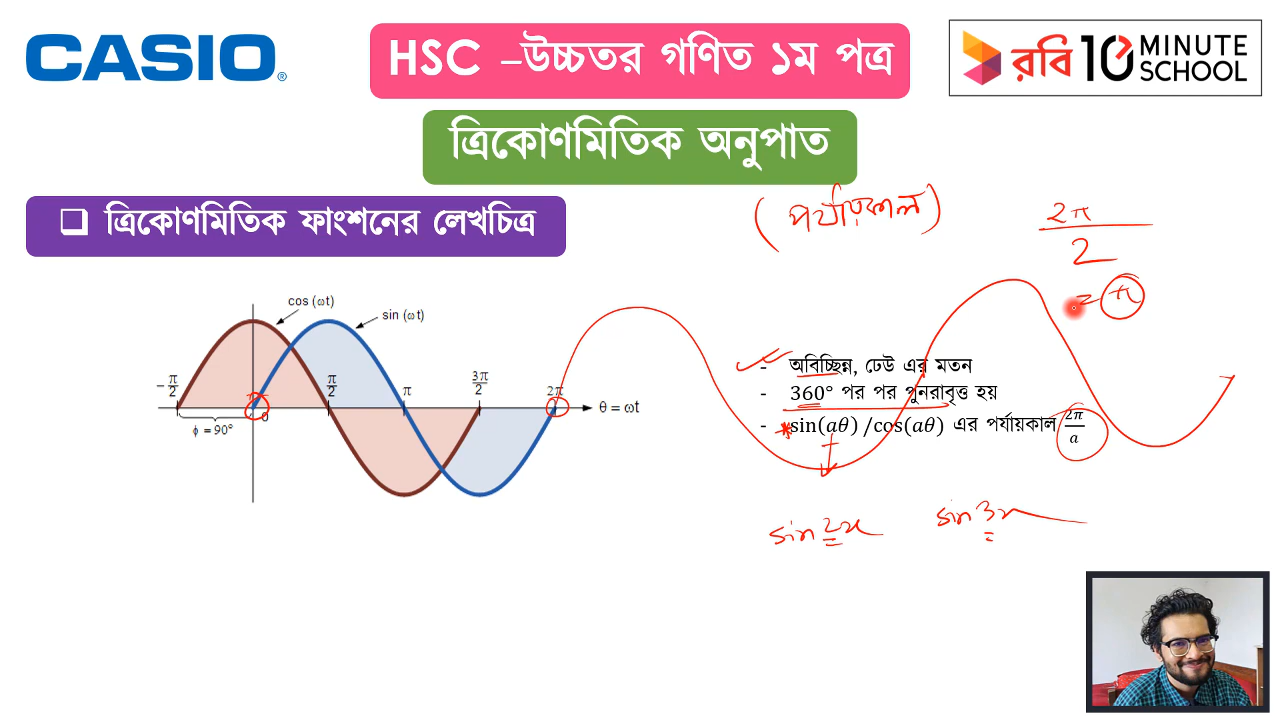 CASIO
HSC –উচ্চতর গণিত ১ম পত্র
রবি 10 MINUTE SCHOOL
ত্রিকোণমিতিক অনুপাত
❑ ত্রিকোণমিতিক ফাংশনের লেখচিত্র
(পর্যায়কাল)
2π/2
= π
cos (ωt)
sin (ωt)
-π/2 0 π/2 π 3π/2 2π θ = ωt
ϕ = 90°
- অবিচ্ছিন্ন, ঢেউ এর মতন
- 360° পর পর পুনরাবৃত্ত হয়
- sin(aθ) /cos(aθ) এর পর্যায়কাল 2π/a
sin 2x sin 3x